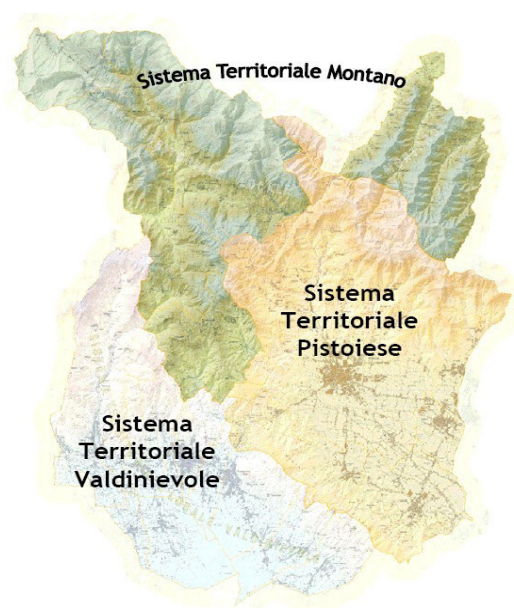 Sistema Territoriale Montano
Sistema
Territoriale
Pistoiese
Sistema
Territoriale
Valdinievole